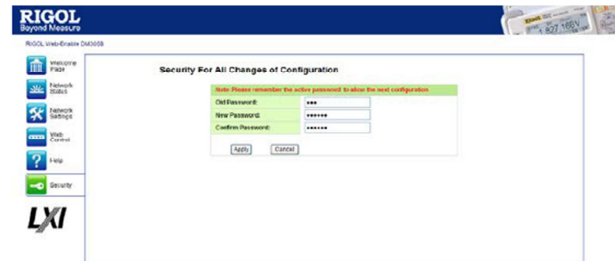 RIGOL
Beyond Measure
RIGOL Web-Enable DM3058
Welcome
Page
Network
Status
Network
Settings
Web
Control
Help
Security
LXI
Security For All Changes of Configuration
Note:Please remember the active password to allow the next configuration
Old Password:
New Password:
Confirm Password:
Apply Cancel